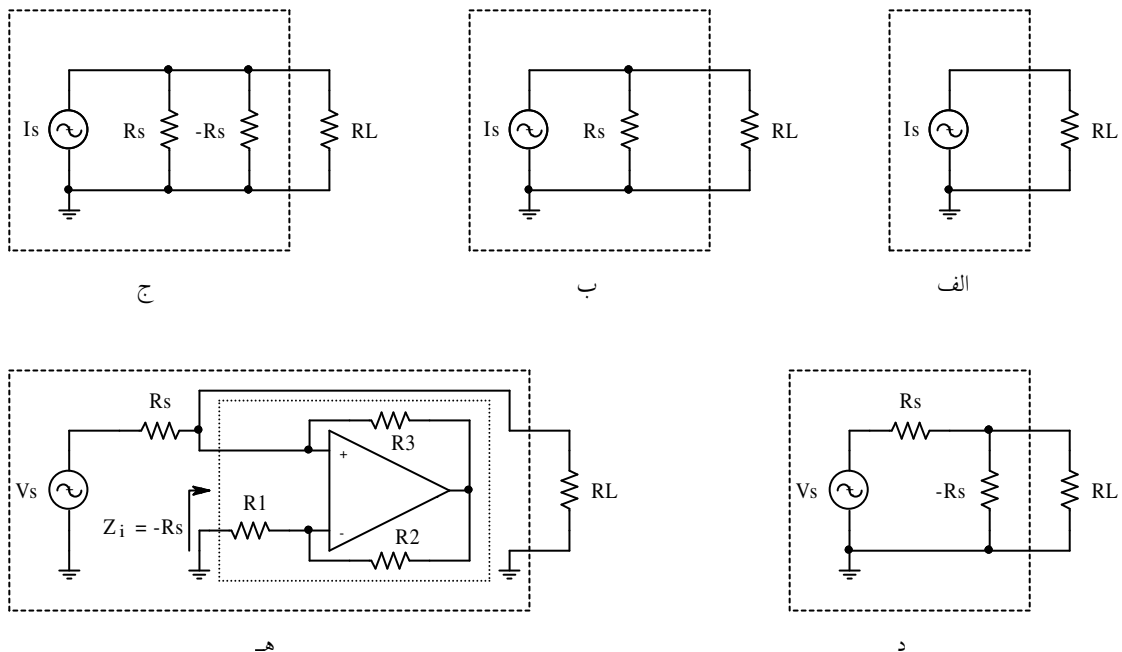 Is Rs -Rs RL
Is Rs RL
Is RL
ج
ب
الف
Rs
R3
+
Vs
R1
RL
Zi = -Rs
-
R2
Rs
Vs -Rs RL
هـ
د